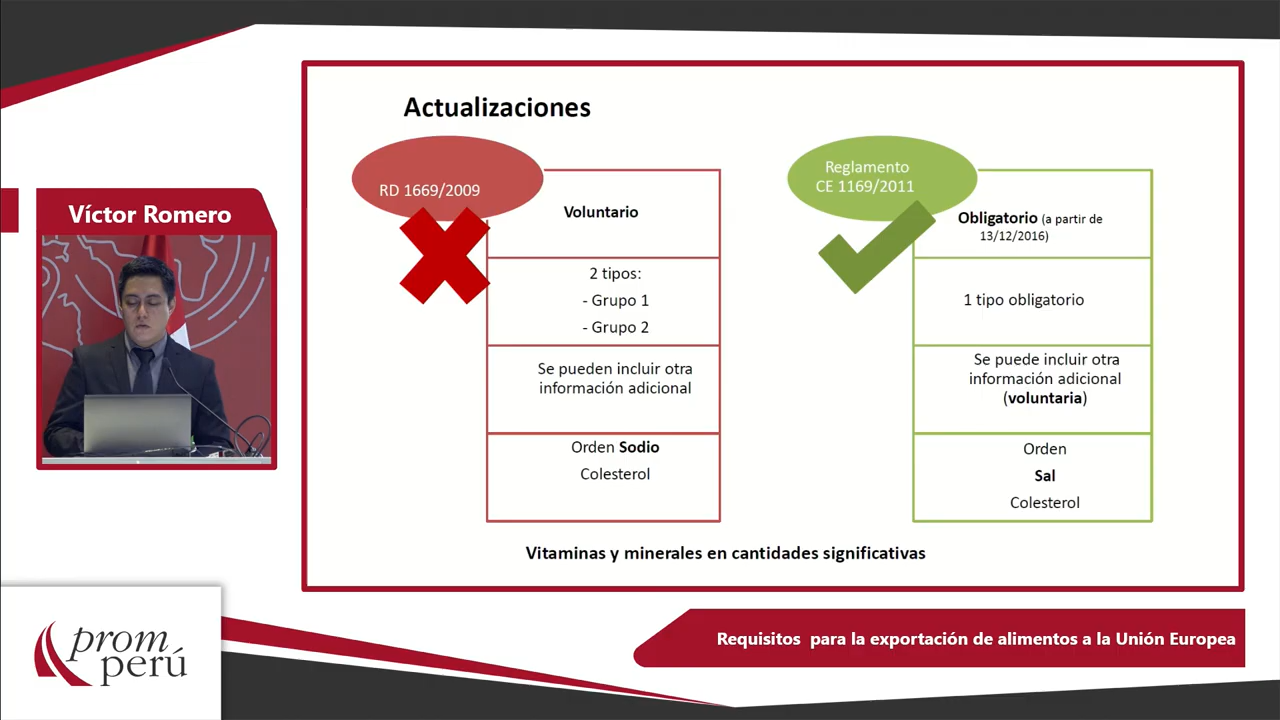 Actualizaciones
RD 1669/2009
Voluntario
2 tipos:
- Grupo 1
- Grupo 2
Se pueden incluir otra
información adicional
Orden Sodio
Colesterol
Reglamento
CE 1169/2011
Obligatorio (a partir de
13/12/2016)
1 tipo obligatorio
Se puede incluir otra
información adicional
(voluntaria)
Orden
Sal
Colesterol
Vitaminas y minerales en cantidades significativas
Víctor Romero
prom
perú
Requisitos para la exportación de alimentos a la Unión Europea